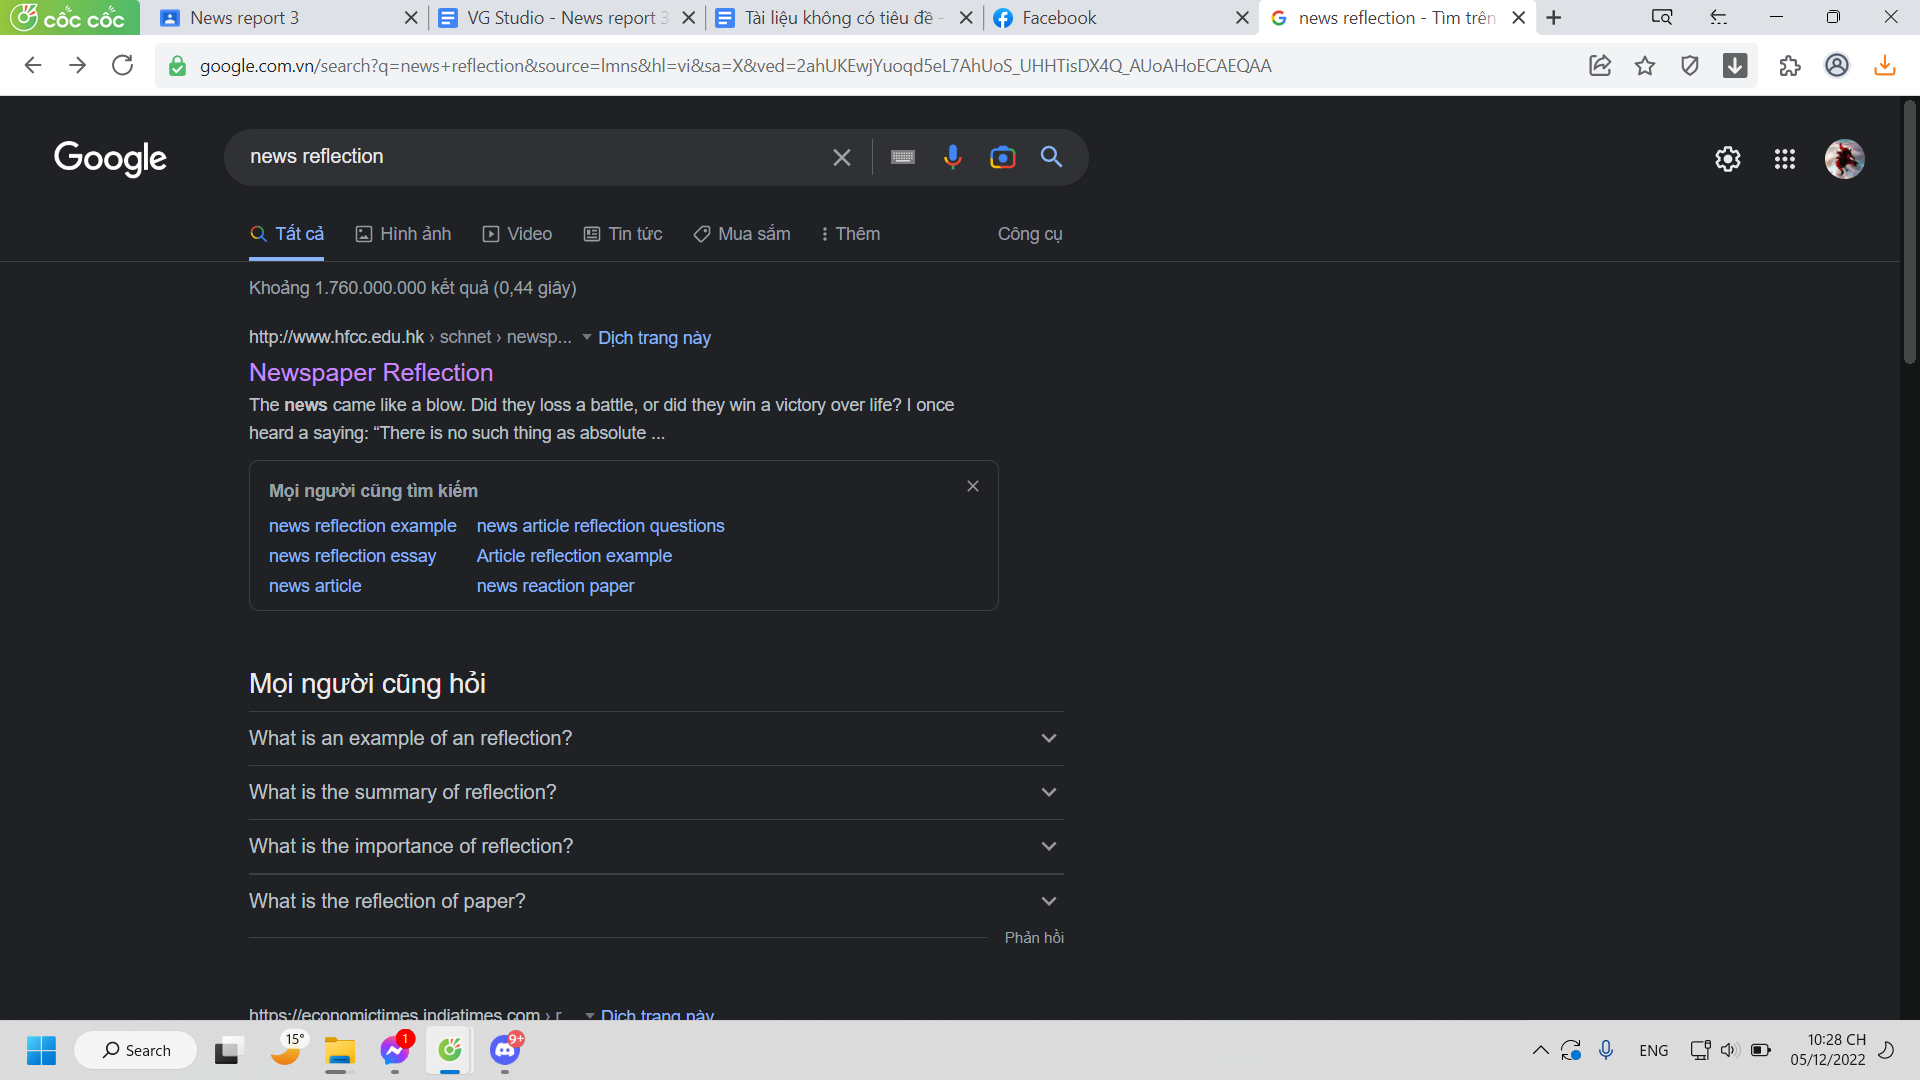 cốc cốc
News report 3
VG Studio - News report 3
Tài liệu không có tiêu đề -
Facebook
news reflection - Tìm trên
google.com.vn/search?q=news+reflection&source=lmns&hl=vi&sa=X&ved=2ahUKEwjYuoqd5eL7AhUoS_UHHTisDX4Q_AUoAHoECAEQAA
Google
news reflection
Tất cả
Hình ảnh
Video
Tin tức
Mua sắm
Thêm
Công cụ
Khoảng 1.760.000.000 kết quả (0,44 giây)
http://www.hfcc.edu.hk › schnet › newsp... Dịch trang này
Newspaper Reflection
The news came like a blow. Did they loss a battle, or did they win a victory over life? I once
heard a saying: “There is no such thing as absolute ...
Mọi người cũng tìm kiếm
news reflection example
news article reflection questions
news reflection essay
Article reflection example
news article
news reaction paper
Mọi người cũng hỏi
What is an example of an reflection?
What is the summary of reflection?
What is the importance of reflection?
What is the reflection of paper?
Phản hồi
https://economictimes.indiatimes.com › r... Dịch trang này
Search
15°
1
9+
ENG
10:28 CH
05/12/2022